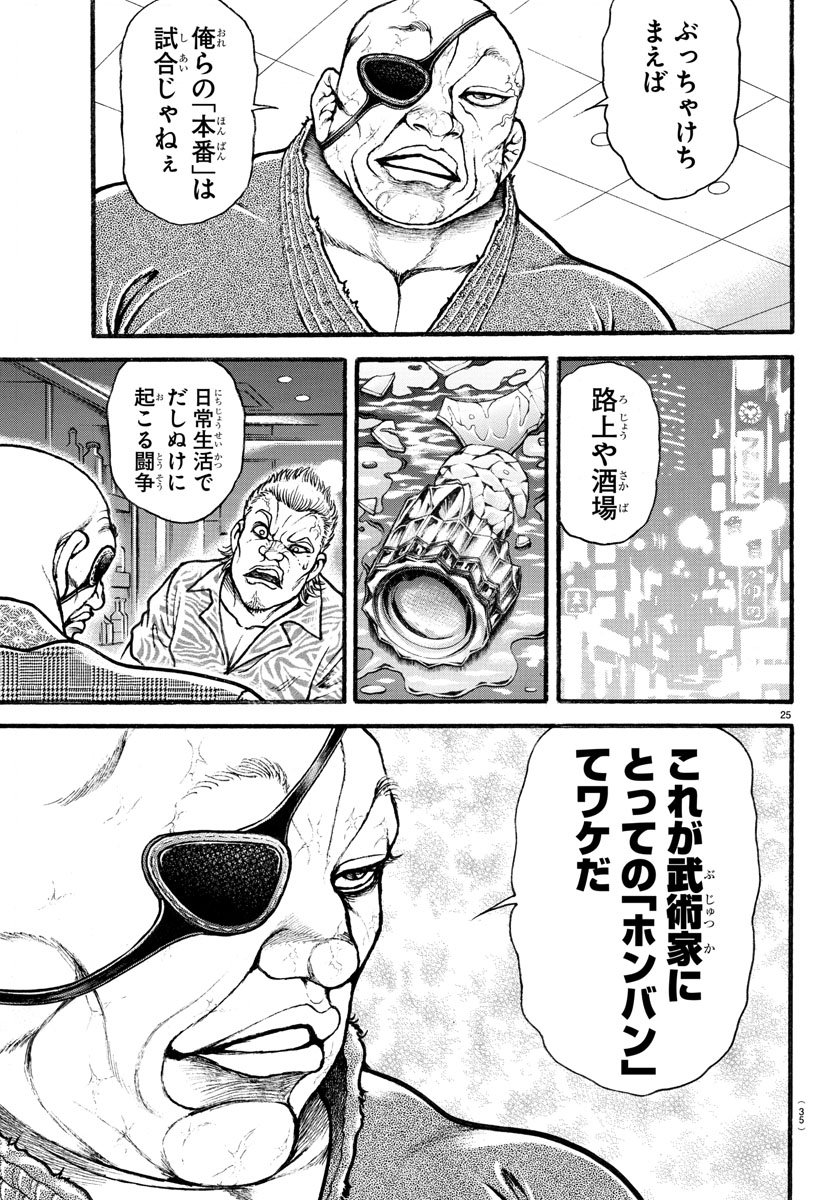 ぶっちゃけち
まえば
俺らの「本番」は
試合じゃねェ
路上や酒場
日常生活で
だしぬけに
起こる闘争
25
これが武術家に
とっての「ホンバン」
てワケだ
(35)